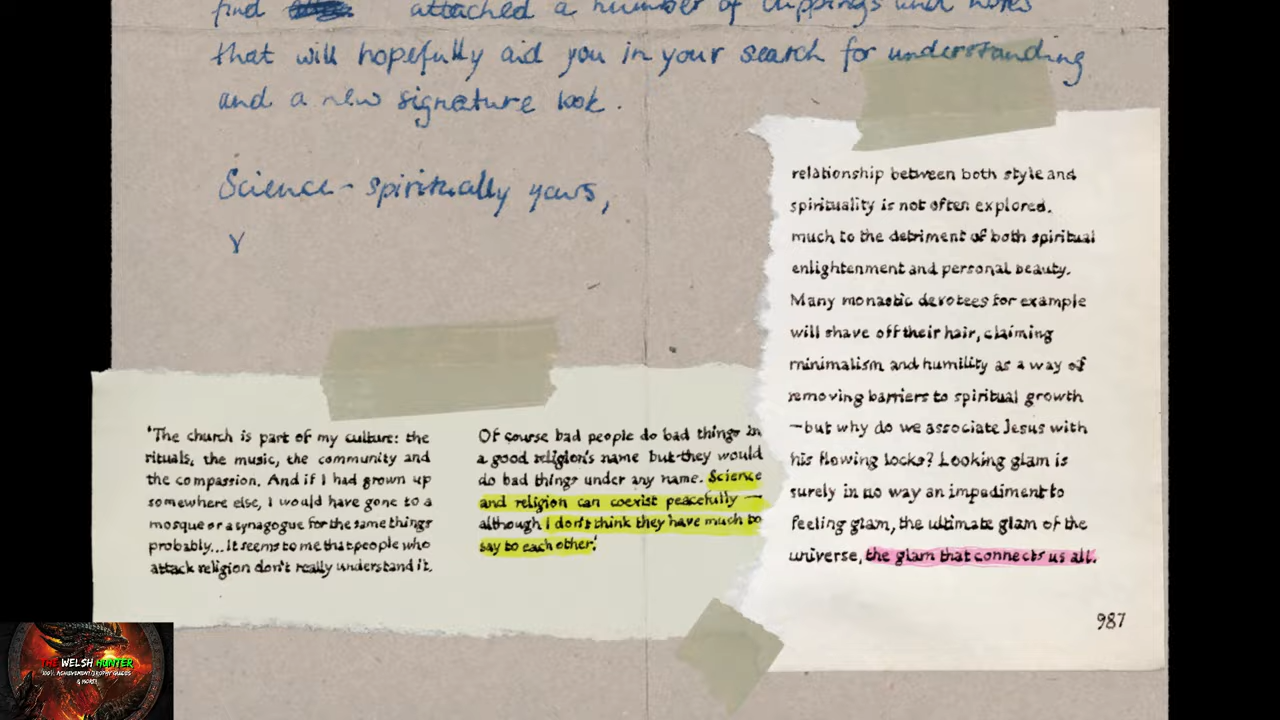 find attached a number of clippings and notes
that will hopefully aid you in your search for understanding
and a new signature look.
Science-spiritually yours,
Y
relationship between both style and
spirituality is not often explored,
much to the detriment of both spiritual
enlightenment and personal beauty.
Many monastic devotees for example
will shave off their hair, claiming
minimalism and humility as a way of
removing barriers to spiritual growth
—but why do we associate Jesus with
his flowing locks? Looking glam is
surely in no way an impediment to
feeling glam, the ultimate glam of the
universe, the glam that connects us all.
987
'The church is part of my culture: the
rituals, the music, the community and
the compassion. And if I had grown up
somewhere else, I would have gone to a
mosque or a synagogue for the same things
probably... It seems to me that people who
attack religion don't really understand it.
Of course bad people do bad things in
a good religion's name but they would
do bad things under any name. Science
and religion can coexist peacefully —
although I don't think they have much to
say to each other.'
THE WELSH HUNTER
100% ACHIEVEMENT/TROPHY GUIDES
& MORE!